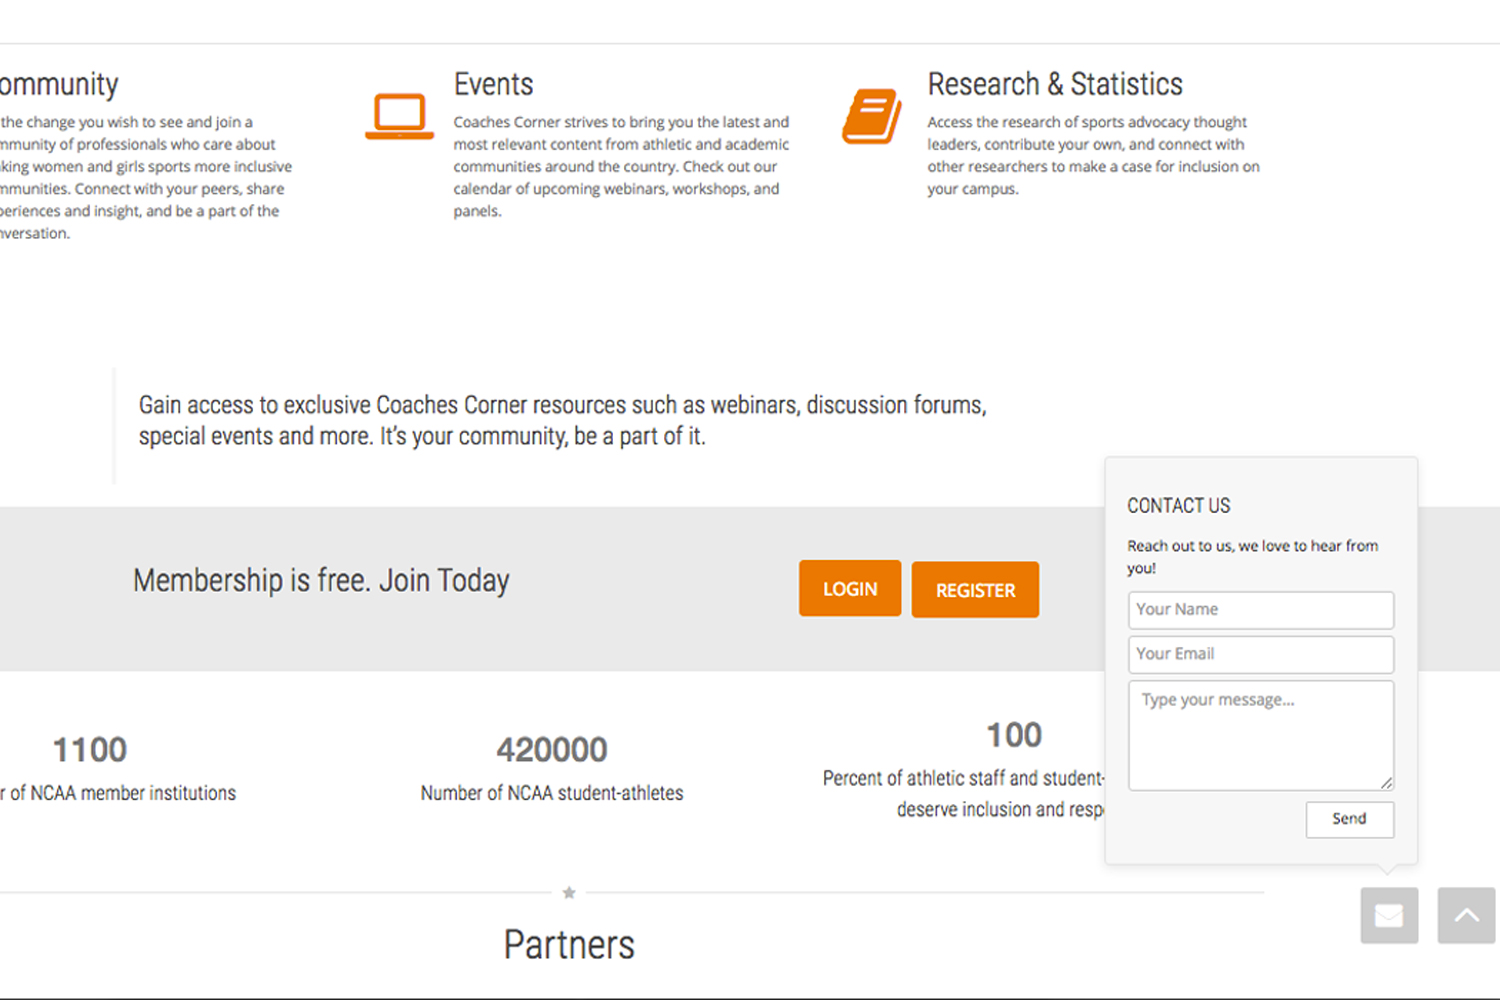 ommunity
the change you wish to see and join a
mmunity of professionals who care about
king women and girls sports more inclusive
mmunities. Connect with your peers, share
periences and insight, and be a part of the
nversation.
Events
Coaches Corner strives to bring you the latest and
most relevant content from athletic and academic
communities around the country. Check out our
calendar of upcoming webinars, workshops, and
panels.
Research & Statistics
Access the research of sports advocacy thought
leaders, contribute your own, and connect with
other researchers to make a case for inclusion on
your campus.
Gain access to exclusive Coaches Corner resources such as webinars, discussion forums,
special events and more. It's your community, be a part of it.
Membership is free. Join Today
LOGIN
REGISTER
1100
r of NCAA member institutions
420000
Number of NCAA student-athletes
100
Percent of athletic staff and student-
deserve inclusion and resp
CONTACT US
Reach out to us, we love to hear from
you!
Your Name
Your Email
Type your message...
Send
Partners